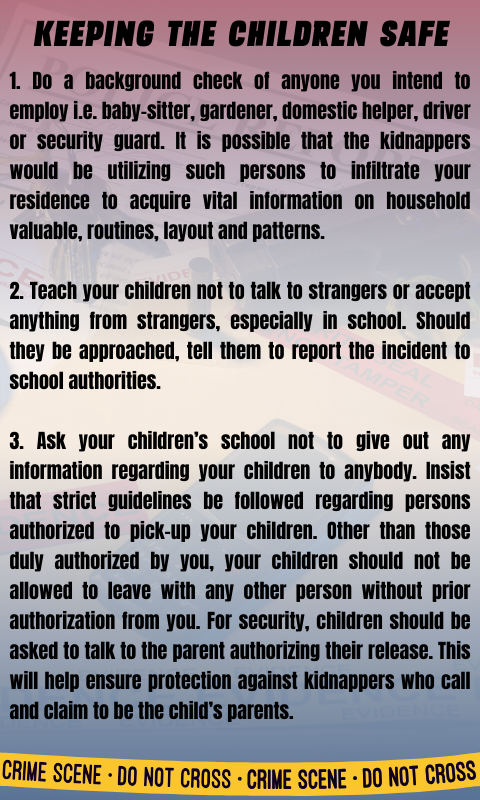 KEEPING THE CHILDREN SAFE
1. Do a background check of anyone you intend to
employ i.e. baby-sitter, gardener, domestic helper, driver
or security guard. It is possible that the kidnappers
would be utilizing such persons to infiltrate your
residence to acquire vital information on household
valuable, routines, layout and patterns.
2. Teach your children not to talk to strangers or accept
anything from strangers, especially in school. Should
they be approached, tell them to report the incident to
school authorities.
3. Ask your children's school not to give out any
information regarding your children to anybody. Insist
that strict guidelines be followed regarding persons
authorized to pick-up your children. Other than those
duly authorized by you, your children should not be
allowed to leave with any other person without prior
authorization from you. For security, children should be
asked to talk to the parent authorizing their release. This
will help ensure protection against kidnappers who call
and claim to be the child's parents.
CRIME SCENE · DO NOT CROSS · CRIME SCENE · DO NOT CROSS